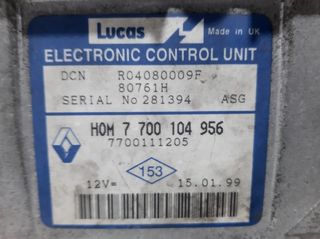 Lucas
Made in UK
ELECTRONIC CONTROL UNIT
DCN R04080009F
80761H
SERIAL No 281394 ASG
HOM 7 700 104 956
7700111205
153
12V= 15.01.99